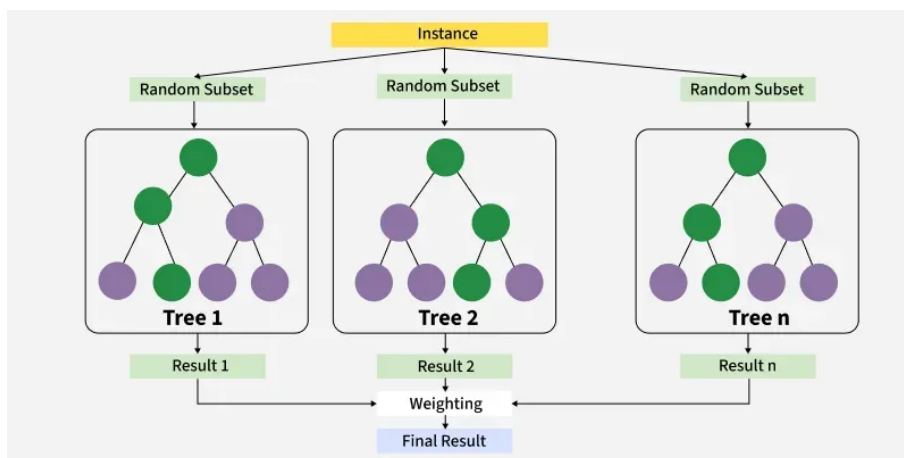 Instance
Random Subset
Random Subset
Random Subset
Tree 1
Tree 2
Tree n
Result 1
Result 2
Result n
Weighting
Final Result